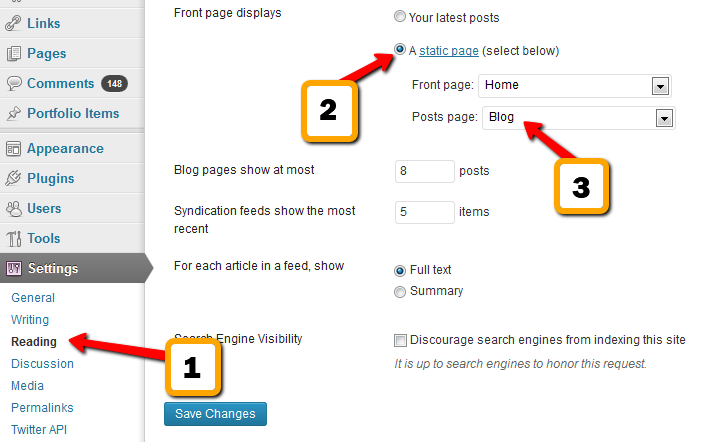 Links
Pages
Comments 148
Portfolio Items
Appearance
Plugins
Users
Tools
Settings
General
Writing
Reading
Discussion
Media
Permalinks
Twitter API
1
Front page displays
Your latest posts
A static page (select below)
2
Front page: Home
Posts page: Blog
3
Blog pages show at most 8 posts
Syndication feeds show the most
recent
5 items
For each article in a feed, show
Full text
Summary
Search Engine Visibility
Discourage search engines from indexing this site
It is up to search engines to honor this request.
Save Changes